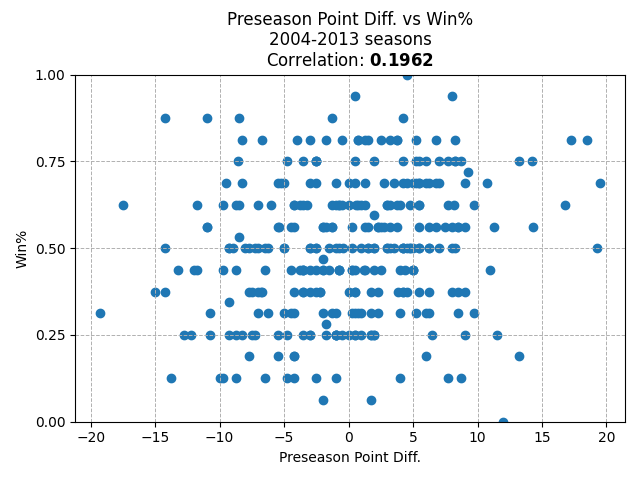 Preseason Point Diff. vs Win%
2004-2013 seasons
Correlation: 0.1962
1.00
0.75
0.50
0.25
0.00
Win%
−20 −15 −10 −5 0 5 10 15 20
Preseason Point Diff.